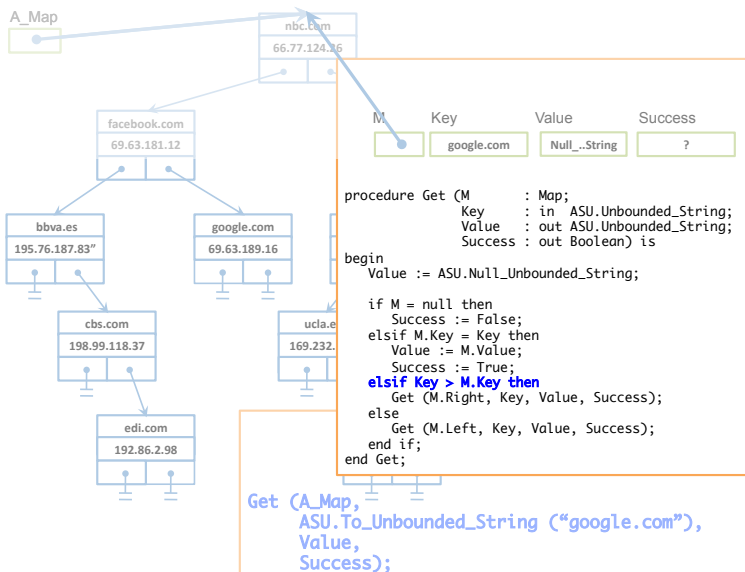 A_Map
nbc.com
66.77.124.26
facebook.com
69.63.181.12
bbva.es
195.76.187.83”
google.com
69.63.189.16
cbs.com
198.99.118.37
ucla.e
169.232.
edi.com
192.86.2.98
M Key Value Success
google.com Null_..String ?
procedure Get (M : Map;
Key : in ASU.Unbounded_String;
Value : out ASU.Unbounded_String;
Success : out Boolean) is
begin
Value := ASU.Null_Unbounded_String;
if M = null then
Success := False;
elsif M.Key = Key then
Value := M.Value;
Success := True;
elsif Key > M.Key then
Get (M.Right, Key, Value, Success);
else
Get (M.Left, Key, Value, Success);
end if;
end Get;
Get (A_Map,
ASU.To_Unbounded_String (“google.com”),
Value,
Success);